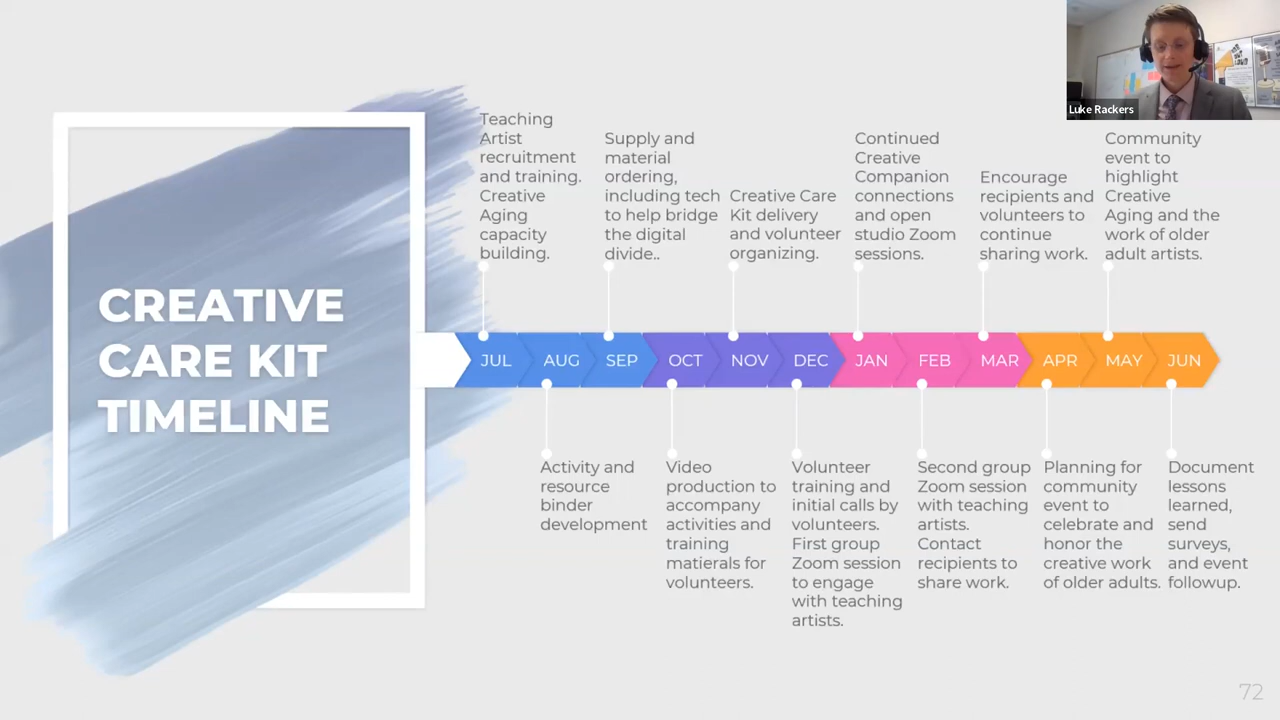 Luke Rackers
CREATIVE
CARE KIT
TIMELINE
Teaching
Artist
recruitment
and training.
Creative
Aging
capacity
building.
Supply and
material
ordering,
including tech
to help bridge
the digital
divide..
Creative Care
Kit delivery
and volunteer
organizing.
Continued
Creative
Companion
connections
and open
studio Zoom
sessions.
Encourage
recipients and
volunteers to
continue
sharing work.
Community
event to
highlight
Creative
Aging and the
work of older
adult artists.
JUL AUG SEP OCT NOV DEC JAN FEB MAR APR MAY JUN
Activity and
resource
binder
development
Video
production to
accompany
activities and
training
matierals for
volunteers.
Volunteer
training and
initial calls by
volunteers.
First group
Zoom session
to engage
with teaching
artists.
Second group
Zoom session
with teaching
artists.
Contact
recipients to
share work.
Planning for
community
event to
celebrate and
honor the
creative work
of older adults.
Document
lessons
learned,
send
surveys,
and event
followup.
72